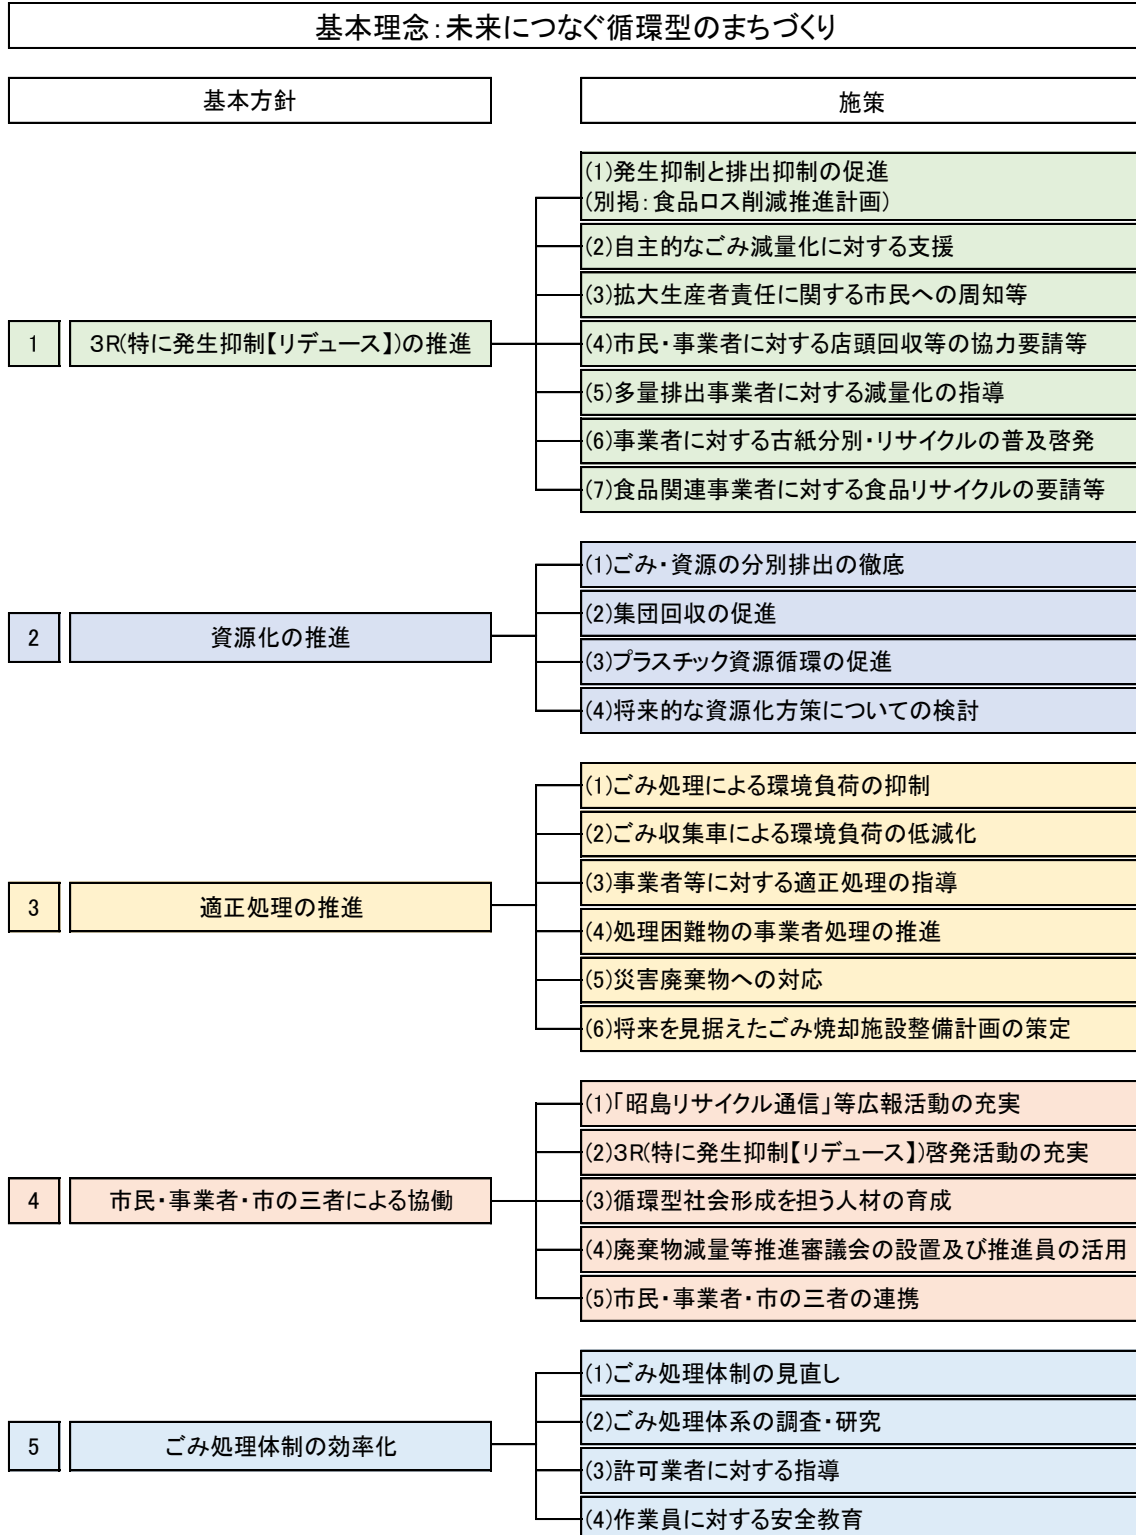 基本理念:未来につなぐ循環型のまちづくり
基本方針
施策
1
3R(特に発生抑制【リデュース】)の推進
(1)発生抑制と排出抑制の促進
(別掲:食品ロス削減推進計画)
(2)自主的なごみ減量化に対する支援
(3)拡大生産者責任に関する市民への周知等
(4)市民・事業者に対する店頭回収等の協力要請等
(5)多量排出事業者に対する減量化の指導
(6)事業者に対する古紙分別・リサイクルの普及啓発
(7)食品関連事業者に対する食品リサイクルの要請等
2
資源化の推進
(1)ごみ・資源の分別排出の徹底
(2)集団回収の促進
(3)プラスチック資源循環の促進
(4)将来的な資源化方策についての検討
3
適正処理の推進
(1)ごみ処理による環境負荷の抑制
(2)ごみ収集車による環境負荷の低減化
(3)事業者等に対する適正処理の指導
(4)処理困難物の事業者処理の推進
(5)災害廃棄物への対応
(6)将来を見据えたごみ焼却施設整備計画の策定
4
市民・事業者・市の三者による協働
(1)「昭島リサイクル通信」等広報活動の充実
(2)3R(特に発生抑制【リデュース】)啓発活動の充実
(3)循環型社会形成を担う人材の育成
(4)廃棄物減量等推進審議会の設置及び推進員の活用
(5)市民・事業者・市の三者の連携
5
ごみ処理体制の効率化
(1)ごみ処理体制の見直し
(2)ごみ処理体系の調査・研究
(3)許可業者に対する指導
(4)作業員に対する安全教育